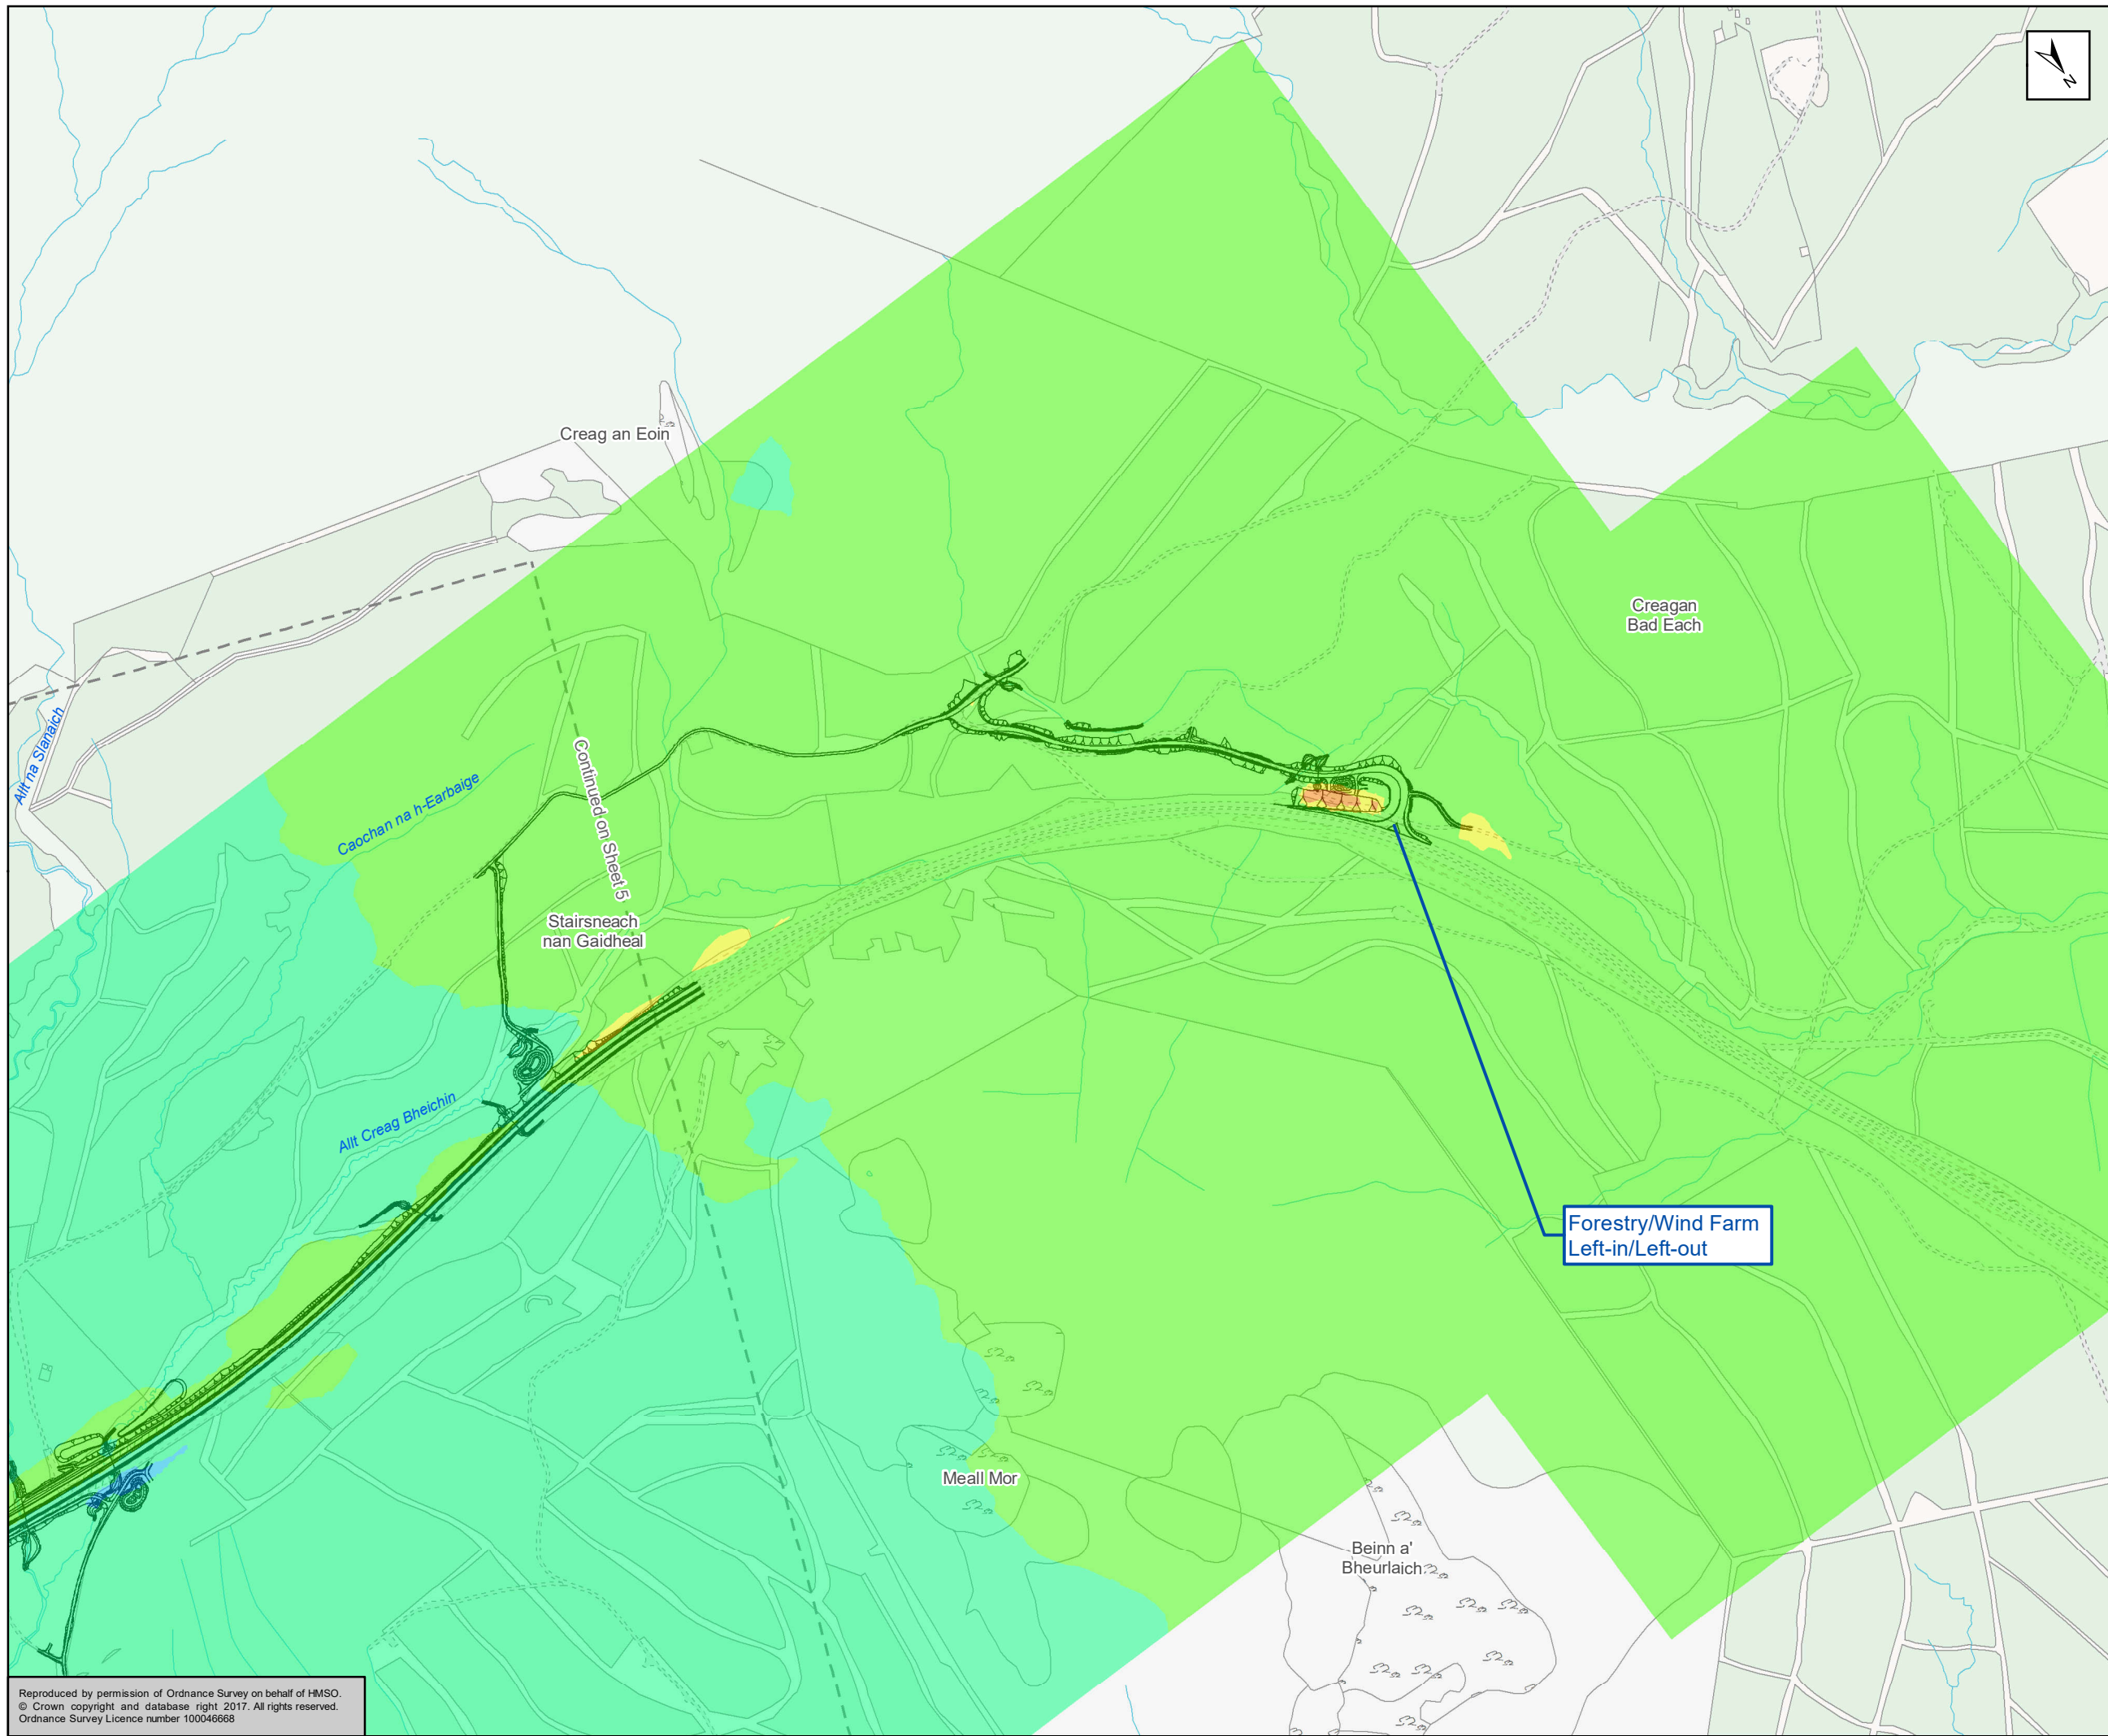 N
Creag an Eoin
Creagan
Bad Each
Allt na Slanaich
Caochan na h-Earbaige
Continued on Sheet 5
Stairsneach
nan Gaidheal
Allt Creag Bheichin
Forestry/Wind Farm
Left-in/Left-out
Meall Mor
Beinn a'
Bheurlaich
Reproduced by permission of Ordnance Survey on behalf of HMSO.
© Crown copyright and database right 2017. All rights reserved.
Ordnance Survey Licence number 100046668